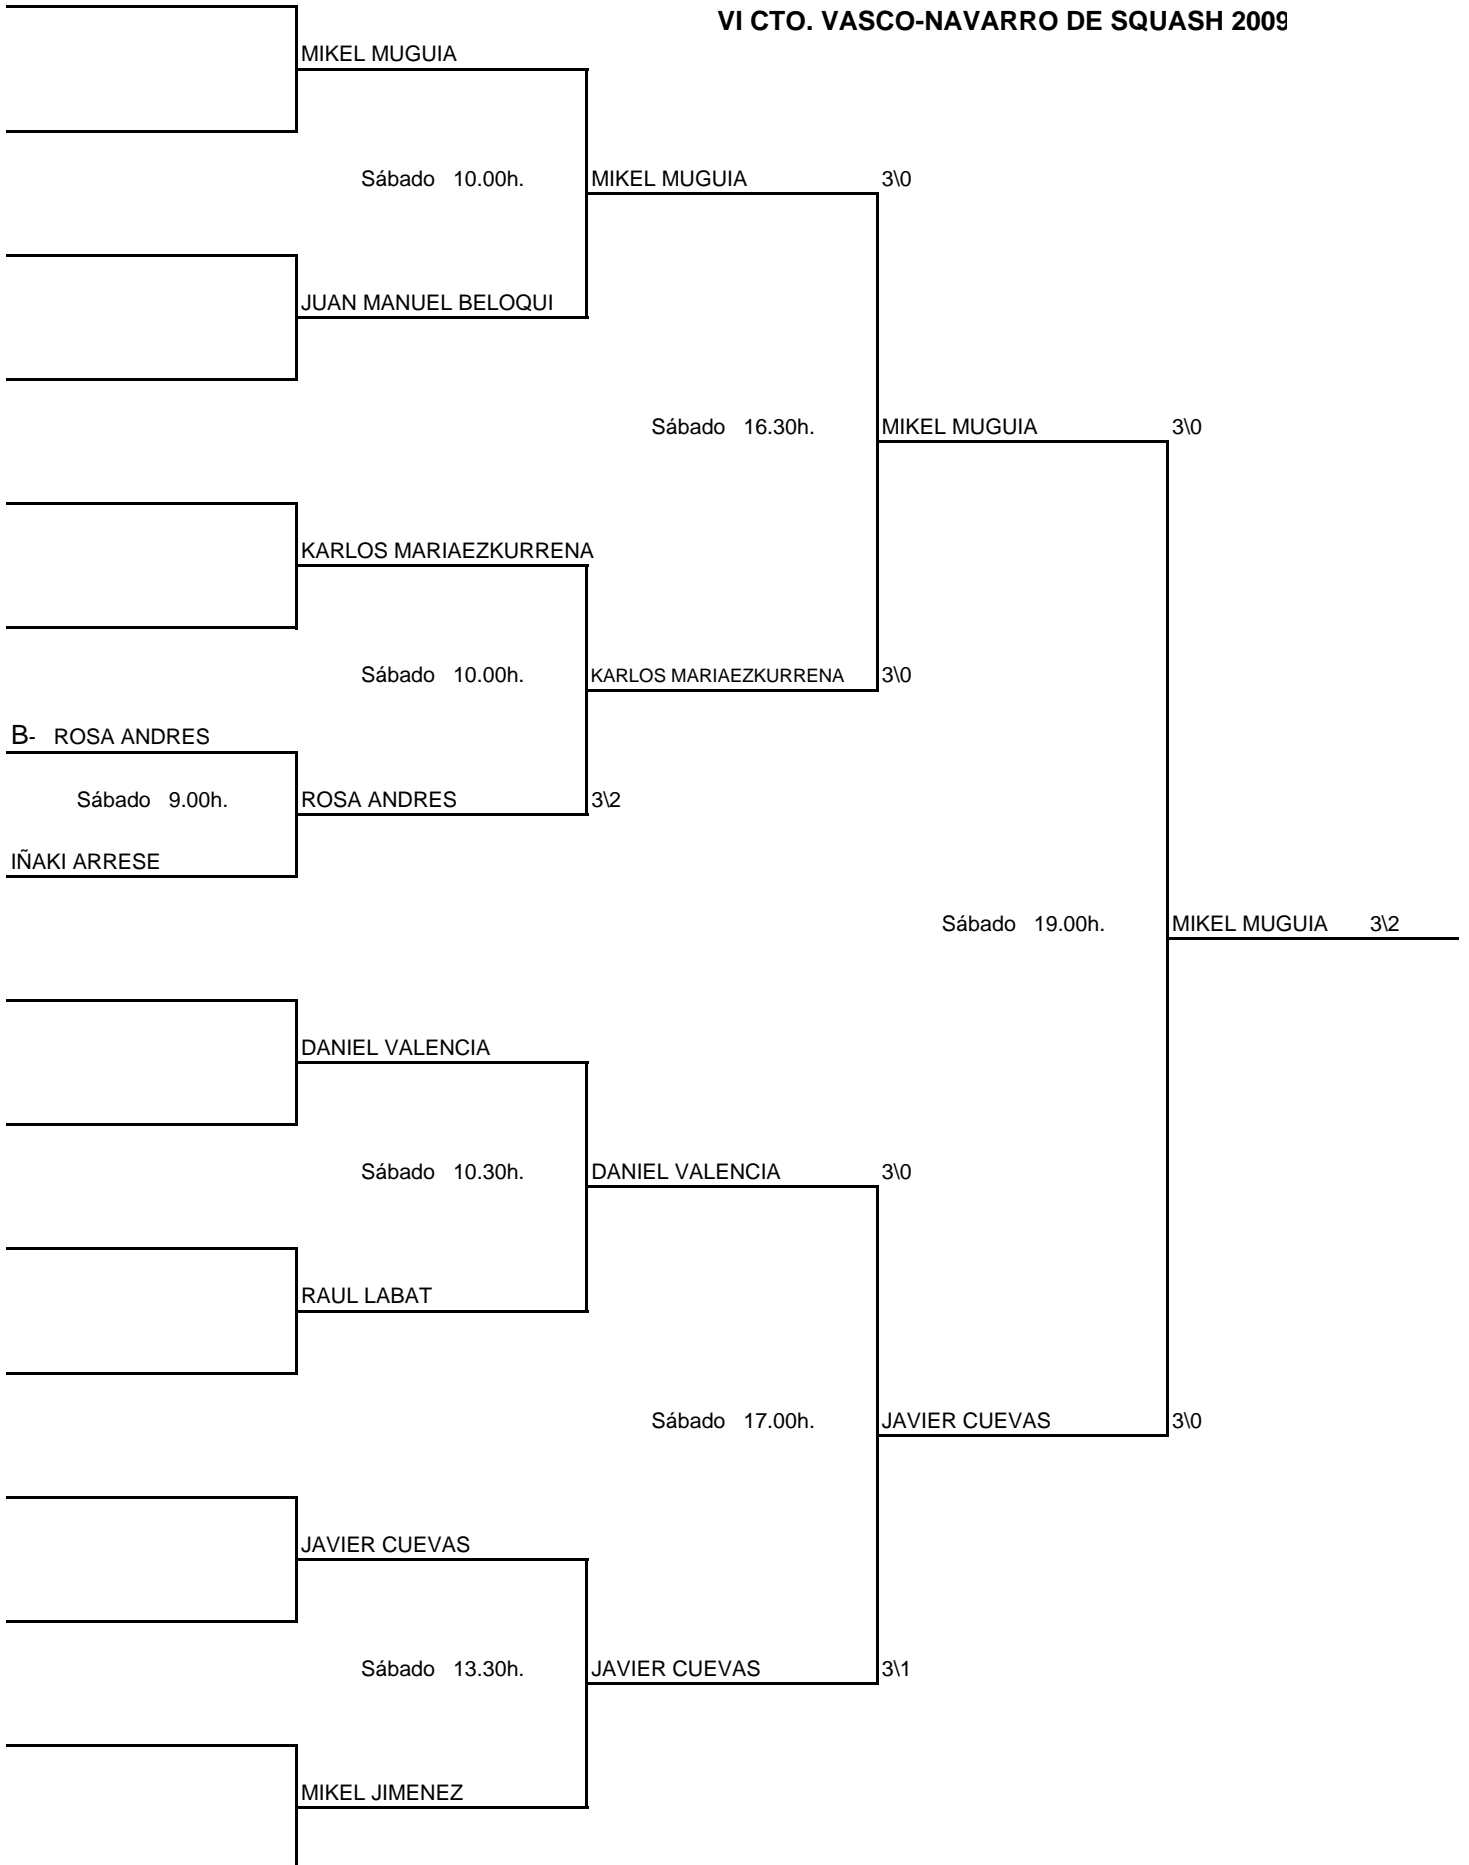 VI CTO. VASCO-NAVARRO DE SQUASH 2009
MIKEL MUGUIA
Sábado 10.00h. MIKEL MUGUIA 3\0
JUAN MANUEL BELOQUI
Sábado 16.30h. MIKEL MUGUIA 3\0
KARLOS MARIAEZKURRENA
Sábado 10.00h. KARLOS MARIAEZKURRENA 3\0
B- ROSA ANDRES
Sábado 9.00h. ROSA ANDRES 3\2
IÑAKI ARRESE
Sábado 19.00h. MIKEL MUGUIA 3\2
DANIEL VALENCIA
Sábado 10.30h. DANIEL VALENCIA 3\0
RAUL LABAT
Sábado 17.00h. JAVIER CUEVAS 3\0
JAVIER CUEVAS
Sábado 13.30h. JAVIER CUEVAS 3\1
MIKEL JIMENEZ